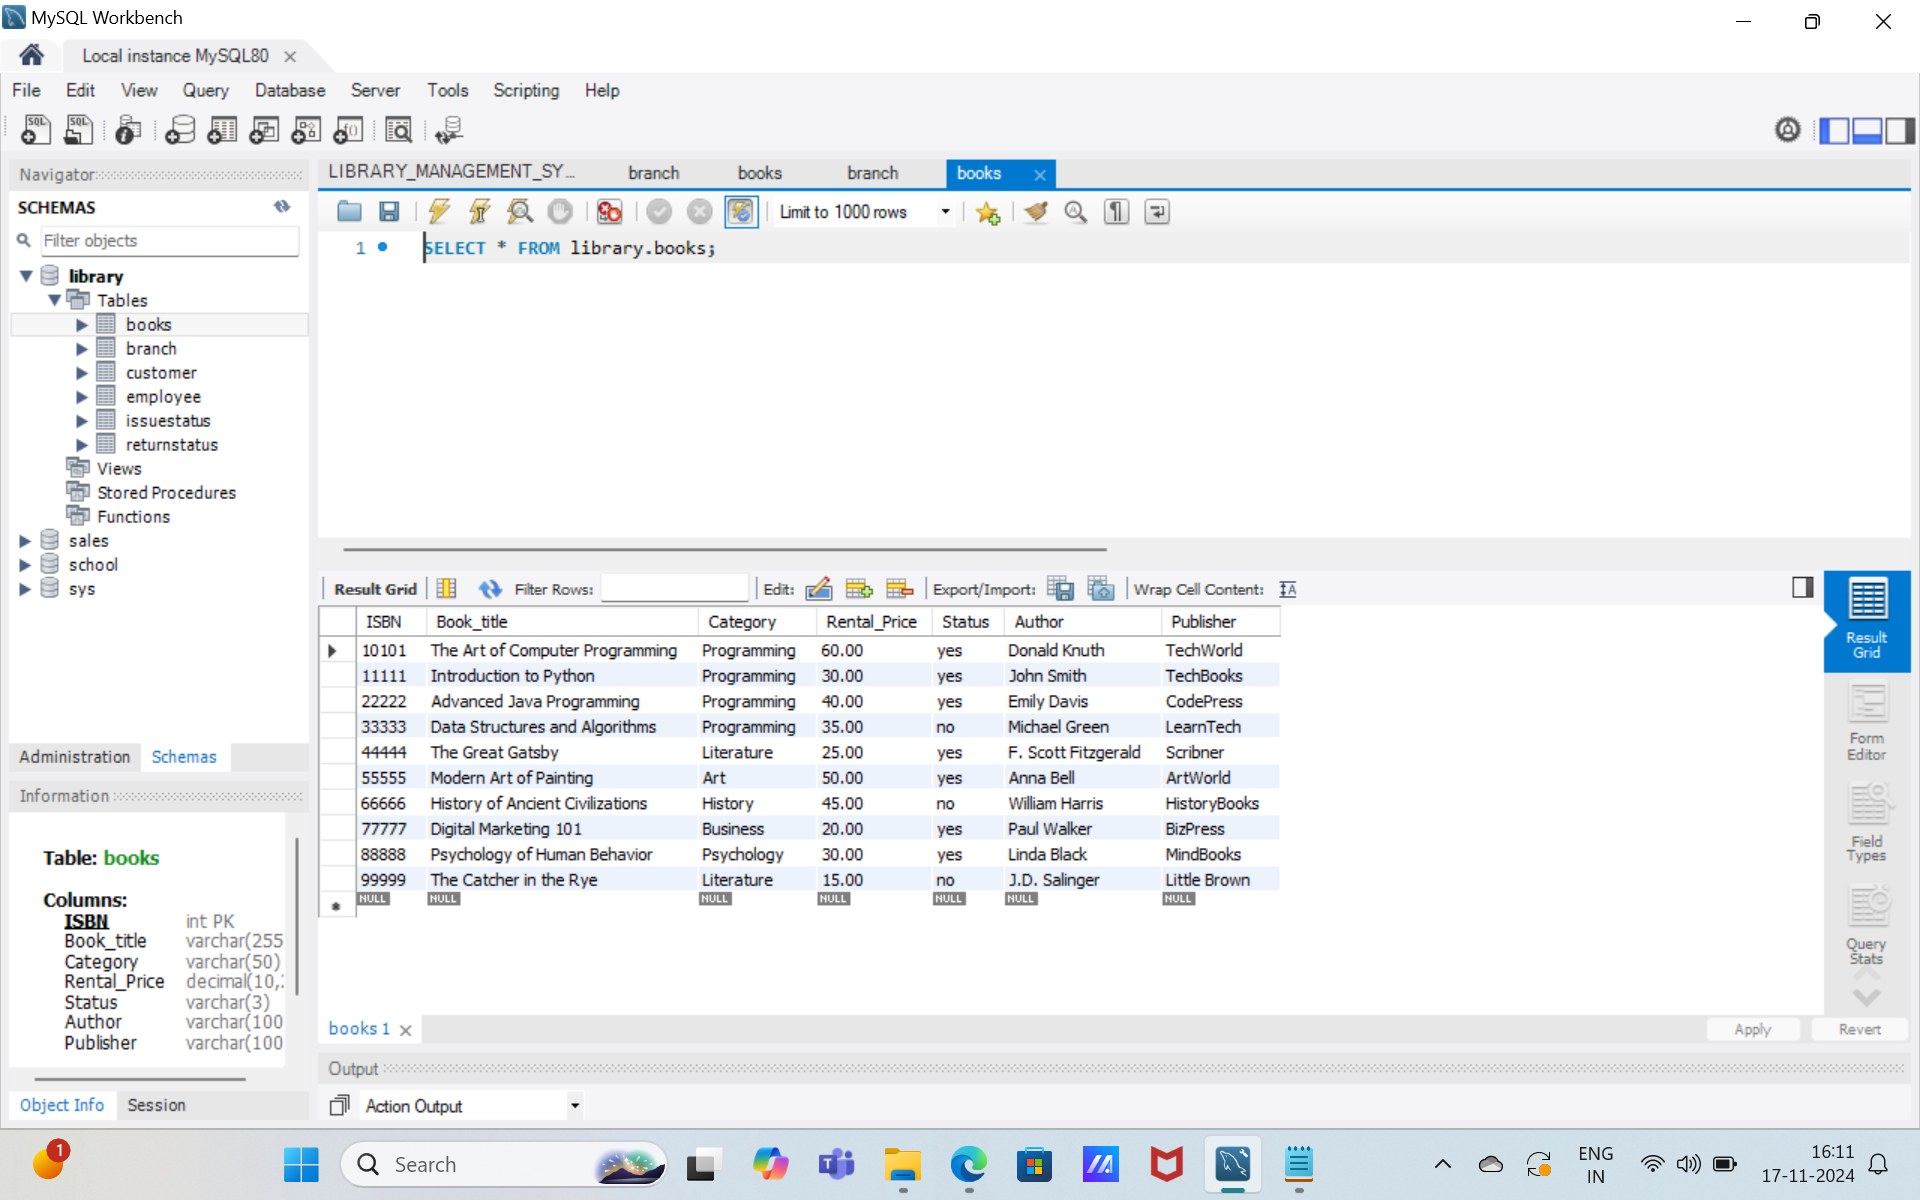 MySQL Workbench
Local instance MySQL80
File Edit View Query Database Server Tools Scripting Help
Navigator
SCHEMAS
Filter objects
library
Tables
books
branch
customer
employee
issuestatus
returnstatus
Views
Stored Procedures
Functions
sales
school
sys
Administration Schemas
Information
Table: books
Columns:
ISBN int PK
Book_title varchar(255
Category varchar(50)
Rental_Price decimal(10,
Status varchar(3)
Author varchar(100
Publisher varchar(100
Object Info Session
LIBRARY_MANAGEMENT_SY... branch books branch books
Limit to 1000 rows
1 SELECT * FROM library.books;
Result Grid Filter Rows: Edit: Export/Import: Wrap Cell Content:
ISBN Book_title Category Rental_Price Status Author Publisher
10101 The Art of Computer Programming Programming 60.00 yes Donald Knuth TechWorld
11111 Introduction to Python Programming 30.00 yes John Smith TechBooks
22222 Advanced Java Programming Programming 40.00 yes Emily Davis CodePress
33333 Data Structures and Algorithms Programming 35.00 no Michael Green LearnTech
44444 The Great Gatsby Literature 25.00 yes F. Scott Fitzgerald Scribner
55555 Modern Art of Painting Art 50.00 yes Anna Bell ArtWorld
66666 History of Ancient Civilizations History 45.00 no William Harris HistoryBooks
77777 Digital Marketing 101 Business 20.00 yes Paul Walker BizPress
88888 Psychology of Human Behavior Psychology 30.00 yes Linda Black MindBooks
99999 The Catcher in the Rye Literature 15.00 no J.D. Salinger Little Brown
NULL NULL NULL NULL NULL NULL NULL
Result
Grid
Form
Editor
Field
Types
Query
Stats
books 1
Apply Revert
Output
Action Output
1
Search
ENG
IN
16:11
17-11-2024